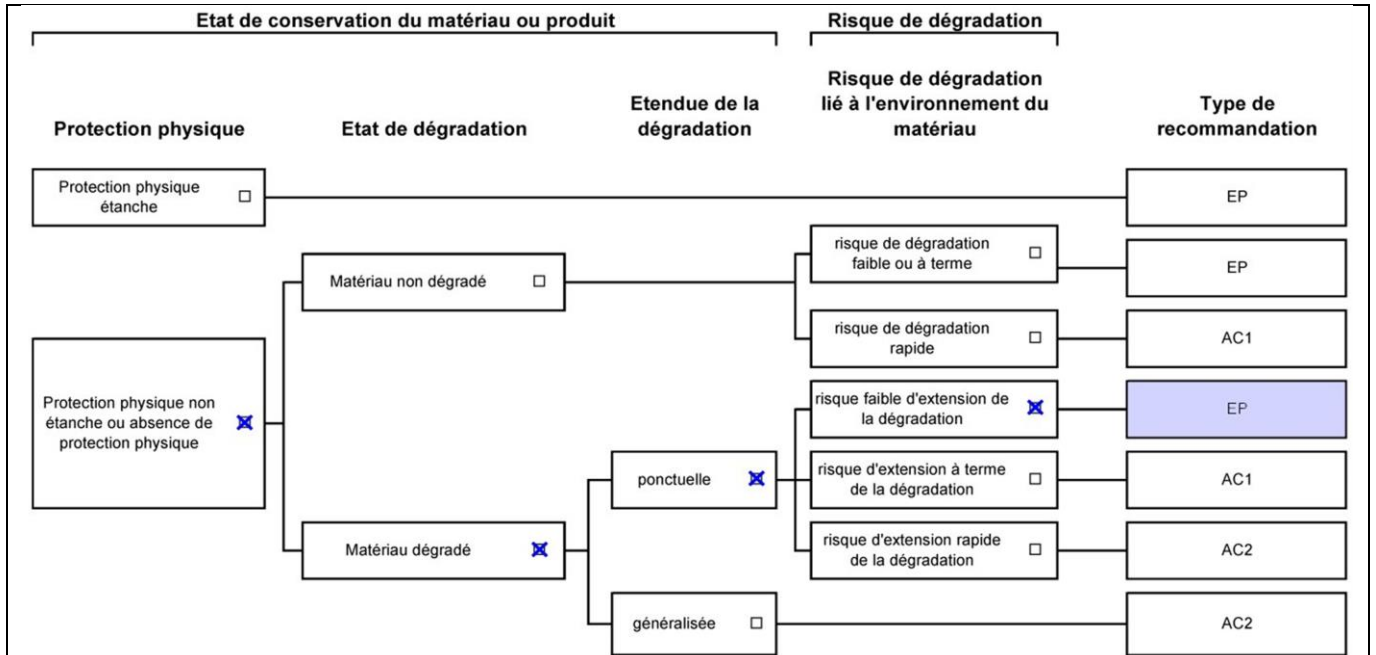 Etat de conservation du matériau ou produit
Risque de dégradation
Protection physique
Etat de dégradation
Etendue de la
dégradation
Risque de dégradation
lié à l'environnement du
matériau
Type de
recommandation
Protection physique
étanche
EP
risque de dégradation
faible ou à terme
EP
Matériau non dégradé
risque de dégradation
rapide
AC1
Protection physique non
étanche ou absence de
protection physique
risque faible d'extension de
la dégradation
EP
ponctuelle
risque d'extension à terme
de la dégradation
AC1
Matériau dégradé
risque d'extension rapide
de la dégradation
AC2
généralisée
AC2